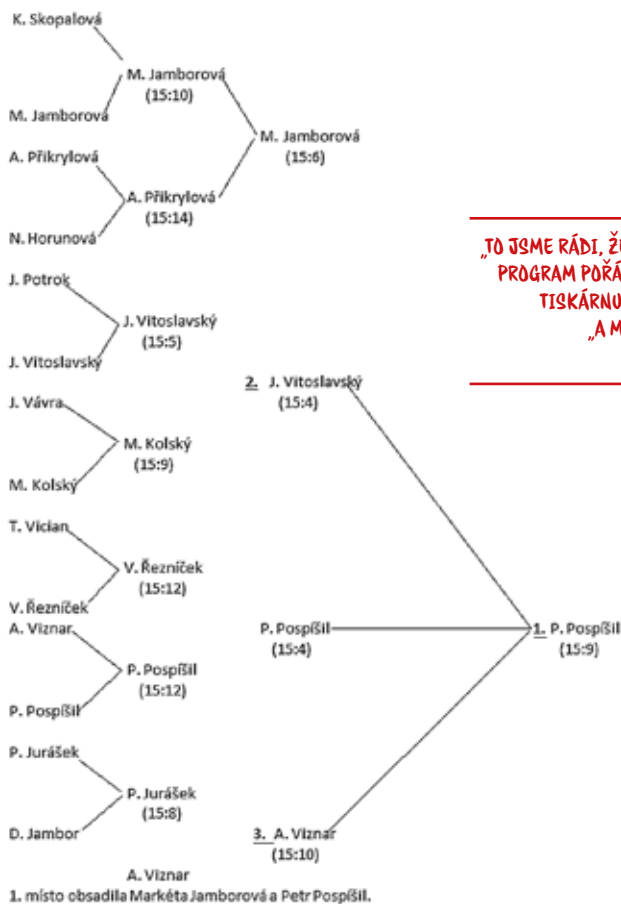 K. Skopalová
M. Jamborová
(15:10)
M. Jamborová
M. Jamborová
(15:6)
A. Přikrylová
A. Přikrylová
(15:14)
N. Horunová
J. Potrok
J. Vitoslavský
(15:5)
J. Vitoslavský
2. J. Vitoslavský
(15:4)
J. Vávra
M. Kolský
(15:9)
M. Kolský
T. Vician
V. Řezníček
(15:12)
V. Řezníček
A. Viznar
P. Pospíšil
(15:4)
1. P. Pospíšil
(15:9)
P. Pospíšil
(15:12)
P. Pospíšil
P. Jurášek
P. Jurášek
(15:8)
D. Jambor
3. A. Viznar
(15:10)
A. Viznar
1. místo obsadila Markéta Jamborová a Petr Pospíšil.
„TO JSME RÁDI,
PROGRAM
TISKÁRNU
„A